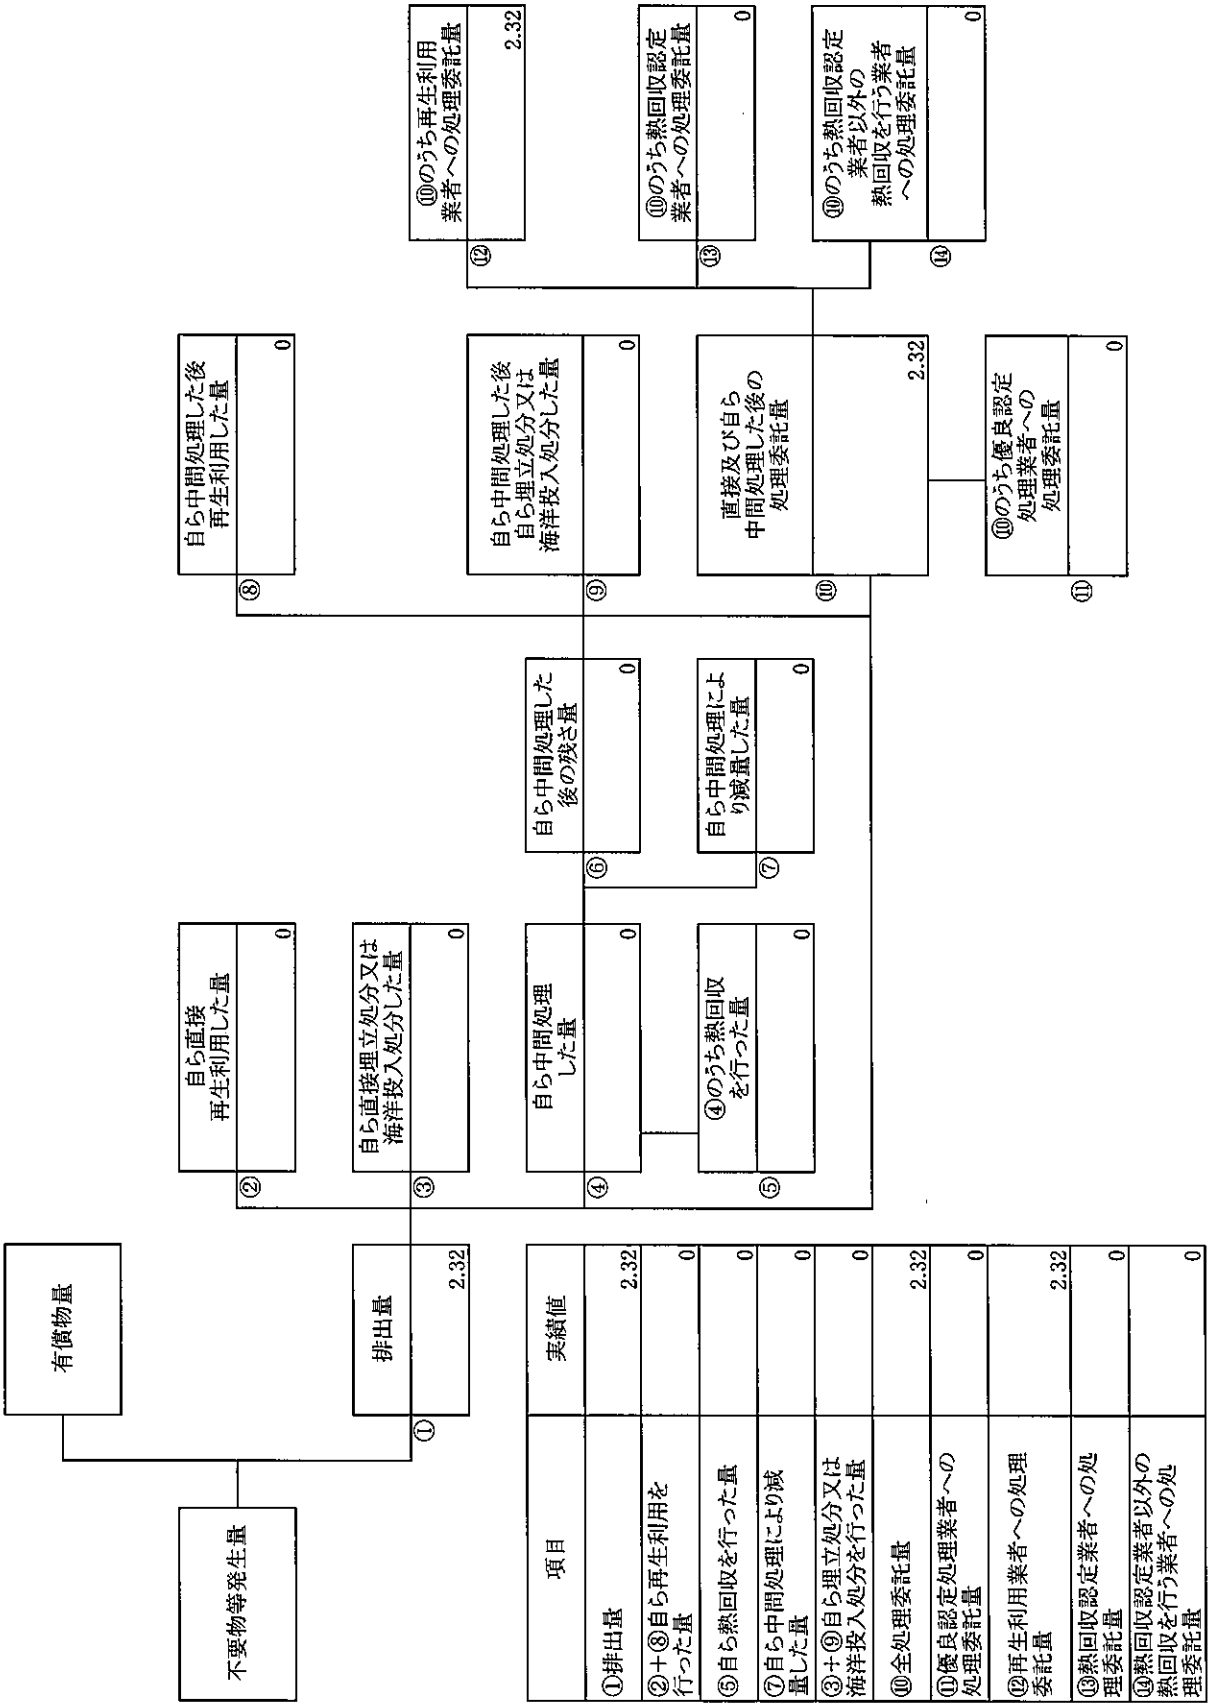 不要物等発生量
有償物量
①
排出量
2.32
②
自ら直接
再生利用した量
0
③
自ら直接埋立処分又は
海洋投入処分した量
0
④
自ら中間処理
した量
0
⑤
④のうち熱回収
を行った量
0
⑥
自ら中間処理した
後の残さ量
0
⑦
自ら中間処理によ
り減量した量
0
⑧
自ら中間処理した後
再生利用した量
0
⑨
自ら中間処理した後
自ら埋立処分又は
海洋投入処分した量
0
⑩
直接及び自ら
中間処理した後の
処理委託量
2.32
⑪
⑩のうち優良認定
処理業者への
処理委託量
0
⑫
⑩のうち再生利用
業者への処理委託量
2.32
⑬
⑩のうち熱回収認定
業者への処理委託量
0
⑭
⑩のうち熱回収認定
業者以外の
熱回収を行う業者
への処理委託量
0
項目 実績値
①排出量 2.32
②+⑧自ら再生利用を
行った量 0
⑤自ら熱回収を行った量 0
⑦自ら中間処理により減
量した量 0
③+⑨自ら埋立処分又は
海洋投入処分を行った量 0
⑩全処理委託量 2.32
⑪優良認定処理業者への
処理委託量 0
⑫再生利用業者への処理
委託量 2.32
⑬熱回収認定業者への処
理委託量 0
⑭熱回収認定業者以外の
熱回収を行う業者への処
理委託量 0